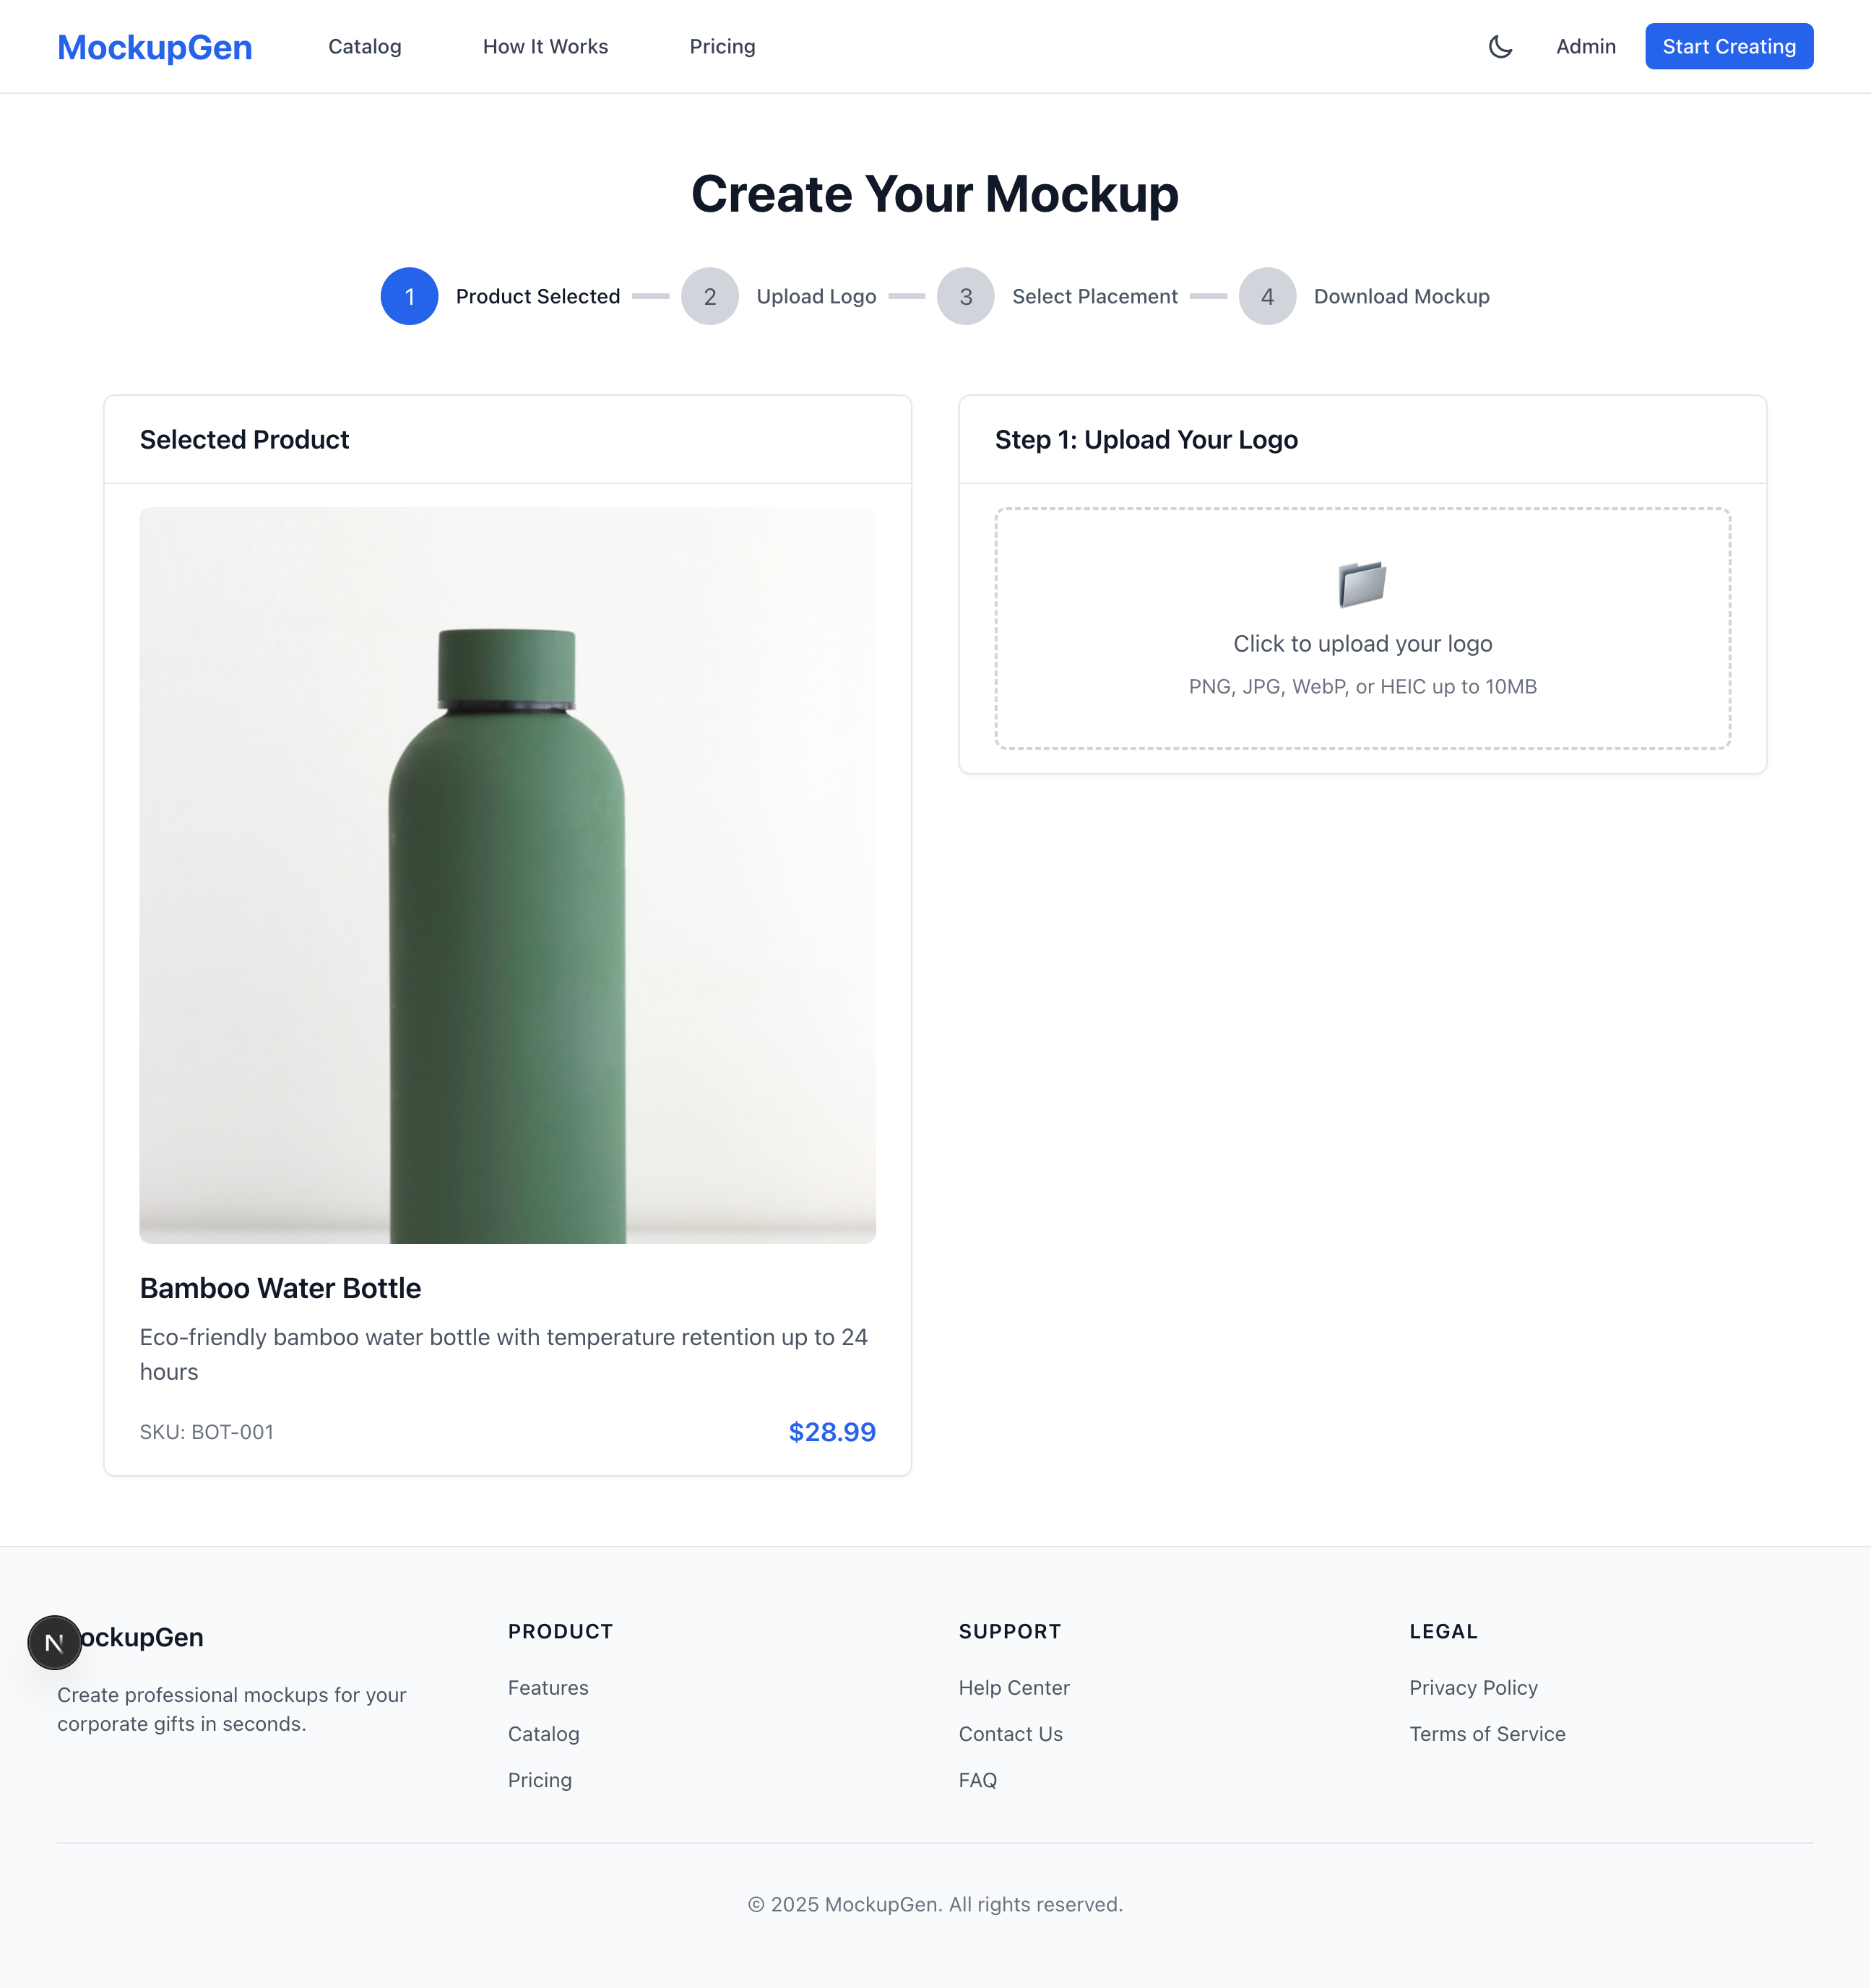 MockupGen
Catalog
How It Works
Pricing
Admin
Start Creating
Create Your Mockup
1
Product Selected
2
Upload Logo
3
Select Placement
4
Download Mockup
Selected Product
Bamboo Water Bottle
Eco-friendly bamboo water bottle with temperature retention up to 24
hours
SKU: BOT-001
$28.99
Step 1: Upload Your Logo
Click to upload your logo
PNG, JPG, WebP, or HEIC up to 10MB
N
ockupGen
Create professional mockups for your
corporate gifts in seconds.
PRODUCT
Features
Catalog
Pricing
SUPPORT
Help Center
Contact Us
FAQ
LEGAL
Privacy Policy
Terms of Service
© 2025 MockupGen. All rights reserved.